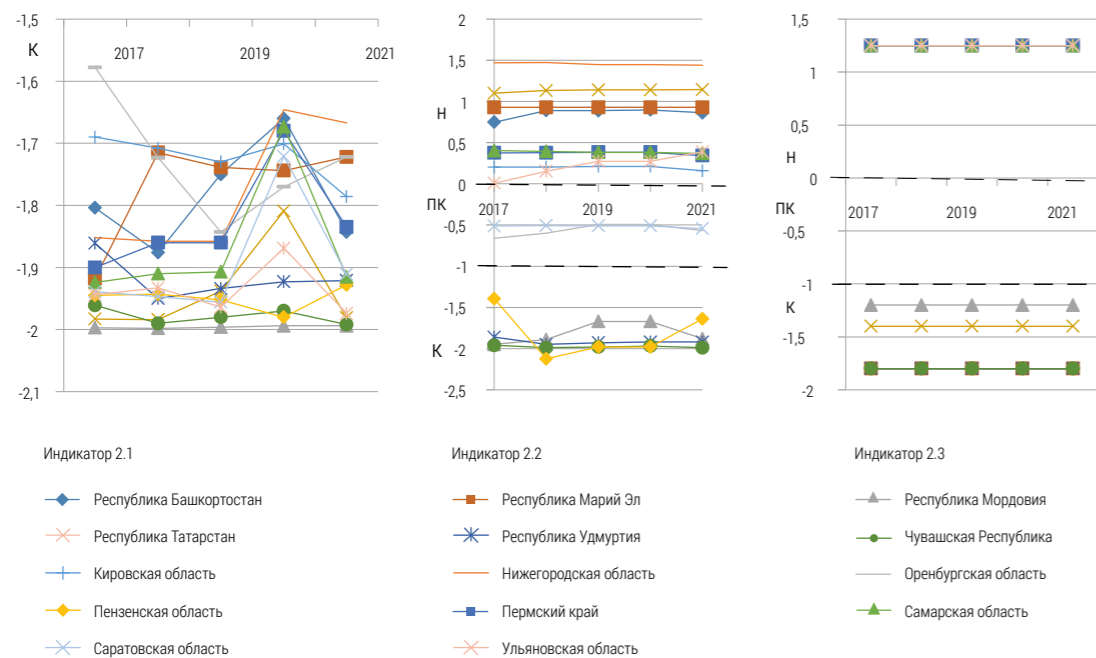 -1,5
К
2017 2019 2021
-1,6
-1,7
-1,8
-1,9
-2
-2,1
2
1,5
Н
1
0,5
0
ПК
2017 2019 2021
-0,5
-1
-1,5
К
-2
-2,5
1,5
1
0,5
Н
0
ПК
2017 2019 2021
-0,5
-1
К
-1,5
-2
Индикатор 2.1 Индикатор 2.2 Индикатор 2.3
Республика Башкортостан Республика Марий Эл Республика Мордовия
Республика Татарстан Республика Удмуртия Чувашская Республика
Кировская область Нижегородская область Оренбургская область
Пензенская область Пермский край Самарская область
Саратовская область Ульяновская область